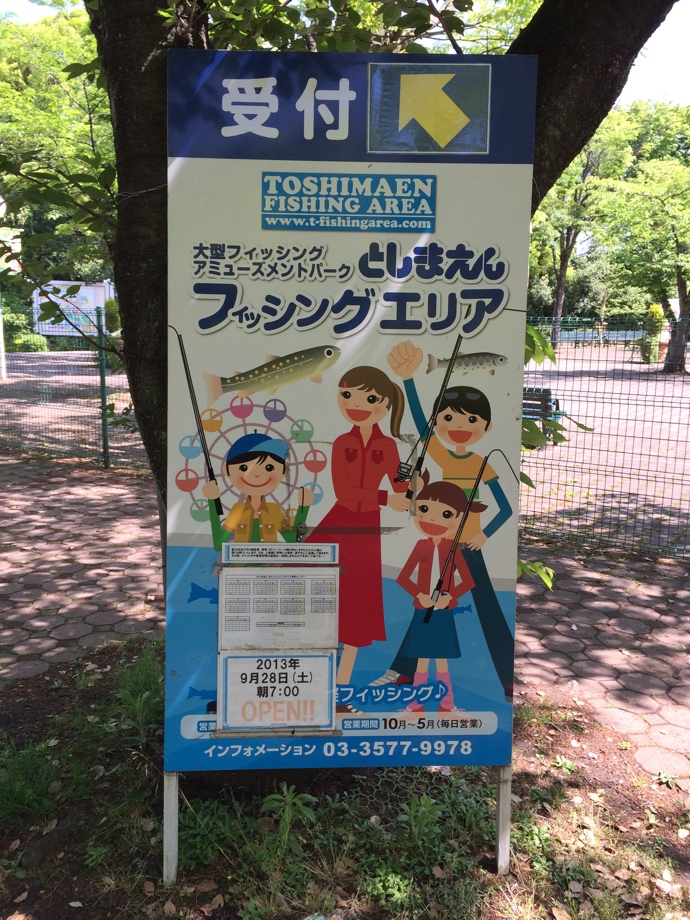 受付
TOSHIMAEN
FISHING AREA
www.t-fishingarea.com
大型フィッシング
アミューズメントパーク
としまえん
フィッシングエリア
2013年
9月28日(土)
朝7:00
OPEN!!
フィッシング♪
営業
営業期間 10月～5月〈毎日営業〉
インフォメーション 03-3577-9978